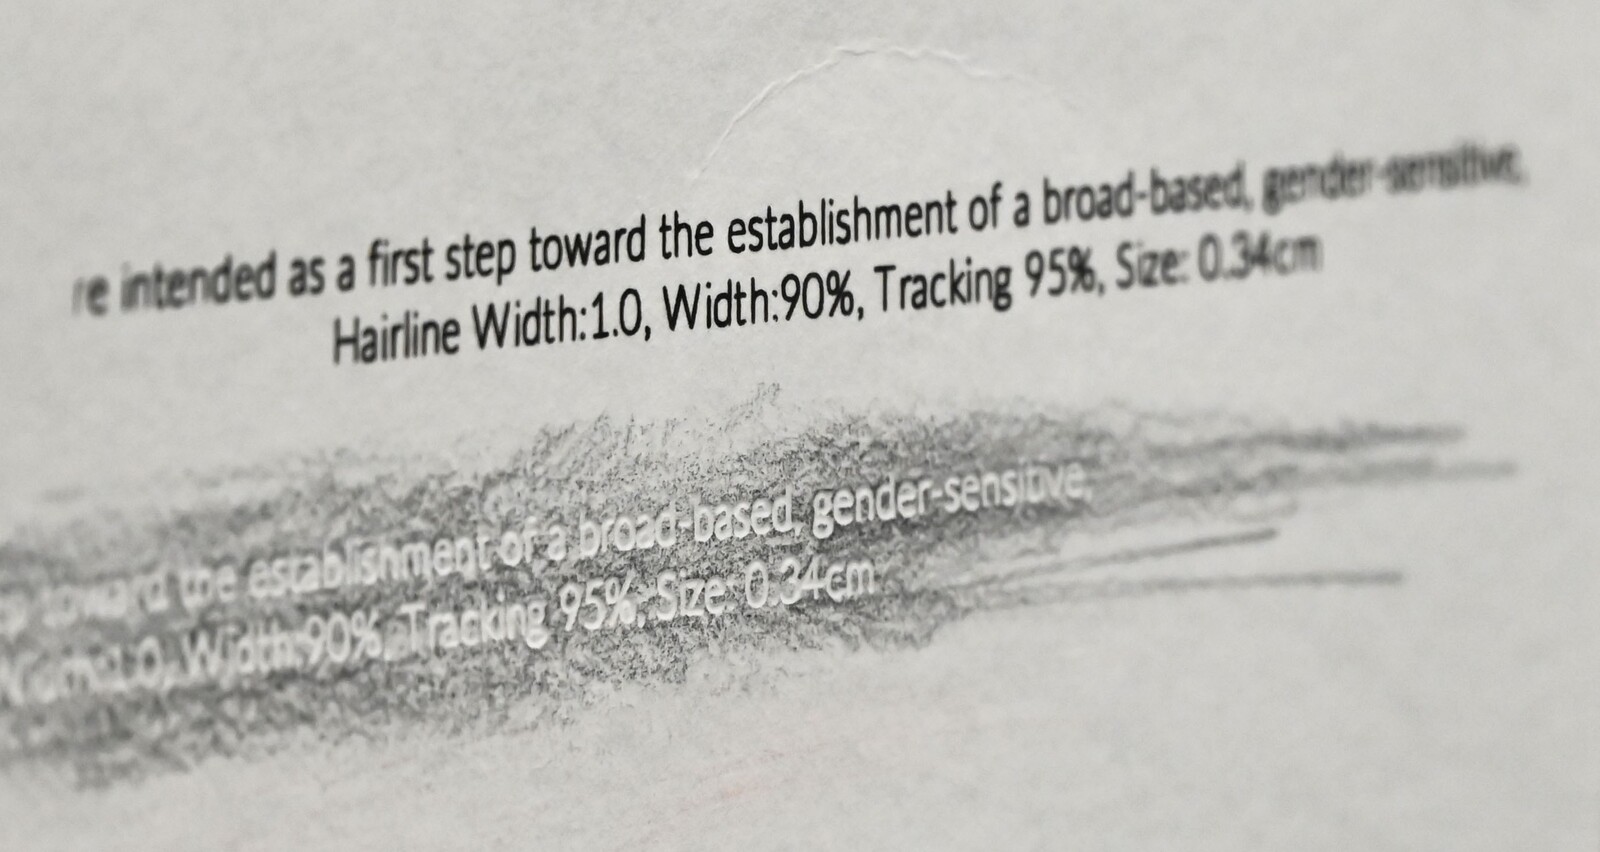 re intended as a first step toward the establishment of a broad-based, gender-sensitive,
Hairline Width:1.0, Width:90%, Tracking 95%, Size: 0.34cm
toward the establishment of a broad-based, gender-sensitive,
1.0, Width:90%, Tracking 95%, Size: 0.34cm